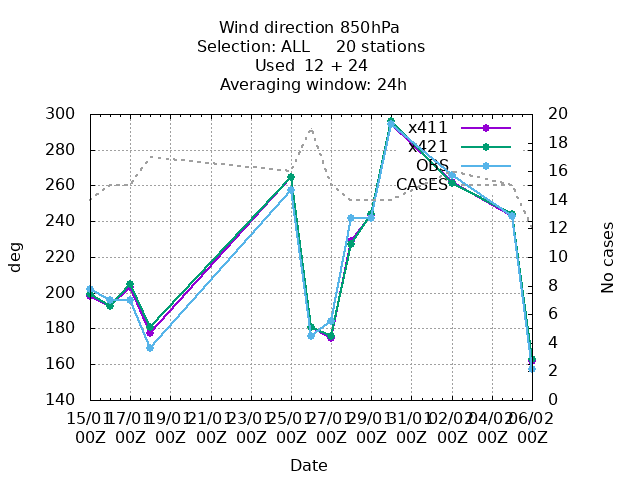 Wind direction 850hPa
Selection: ALL     20 stations
Used  12 + 24
Averaging window: 24h
300 20
280 18
260 16
240 14
220 12
200 10
180 8
160 6
140 4
2
0
x411
x421
OBS
CASES
deg
No cases
15/01 17/01 19/01 21/01 23/01 25/01 27/01 29/01 31/01 02/02 04/02 06/02
00Z 00Z 00Z 00Z 00Z 00Z 00Z 00Z 00Z 00Z 00Z 00Z
Date